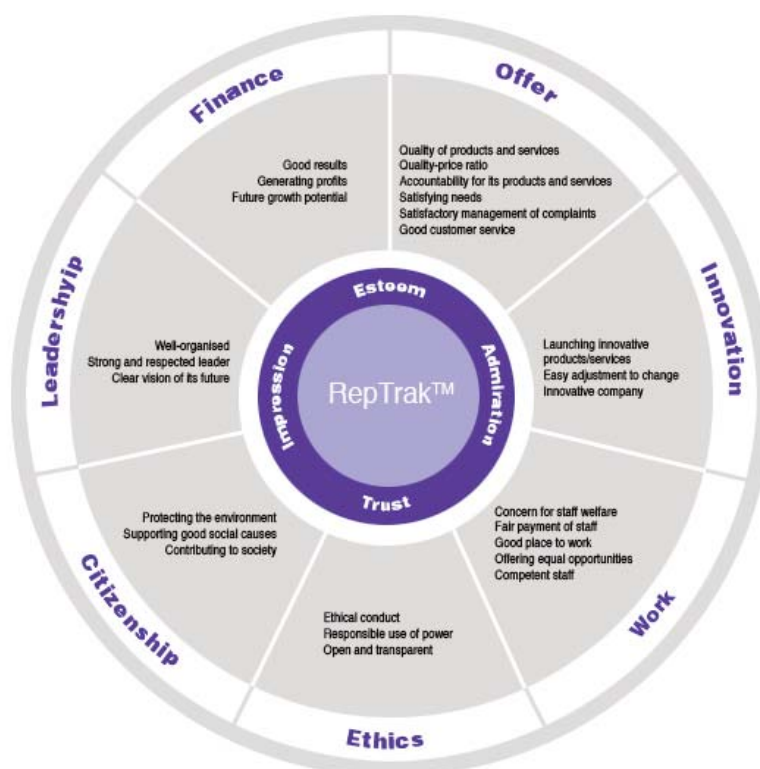 Finance
Good results
Generating profits
Future growth potential
Offer
Quality of products and services
Quality-price ratio
Accountability for its products and services
Satisfying needs
Satisfactory management of complaints
Good customer service
Innovation
Launching innovative
products/services
Easy adjustment to change
Innovative company
Work
Concern for staff welfare
Fair payment of staff
Good place to work
Offering equal opportunities
Competent staff
Ethics
Ethical conduct
Responsible use of power
Open and transparent
Citizenship
Protecting the environment
Supporting good social causes
Contributing to society
Leadershyip
Well-organised
Strong and respected leader
Clear vision of its future
Estoom
Admiration
Trust
Impression
RepTrak™